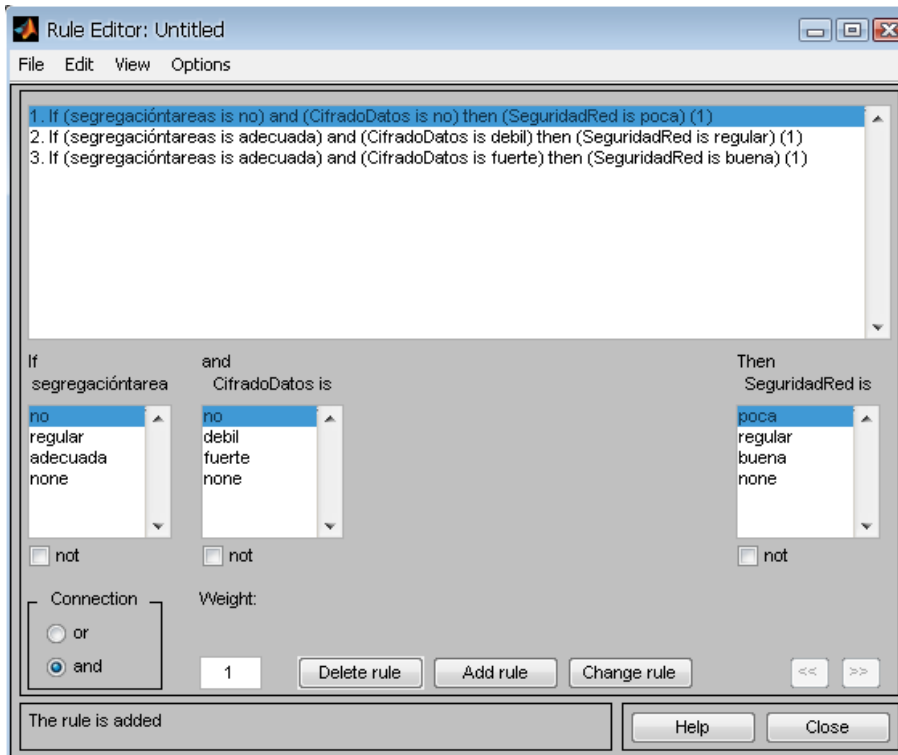 Rule Editor: Untitled
File Edit View Options
1. If (segregacióntareas is no) and (CifradoDatos is no) then (SeguridadRed is poca) (1)
2. If (segregacióntareas is adecuada) and (CifradoDatos is debil) then (SeguridadRed is regular) (1)
3. If (segregacióntareas is adecuada) and (CifradoDatos is fuerte) then (SeguridadRed is buena) (1)
If and Then
segregacióntarea CifradoDatos is SeguridadRed is
no no poca
regular debil regular
adecuada fuerte buena
none none none
not not not
Connection Weight:
or
and 1 Delete rule Add rule Change rule << >>
The rule is added Help Close